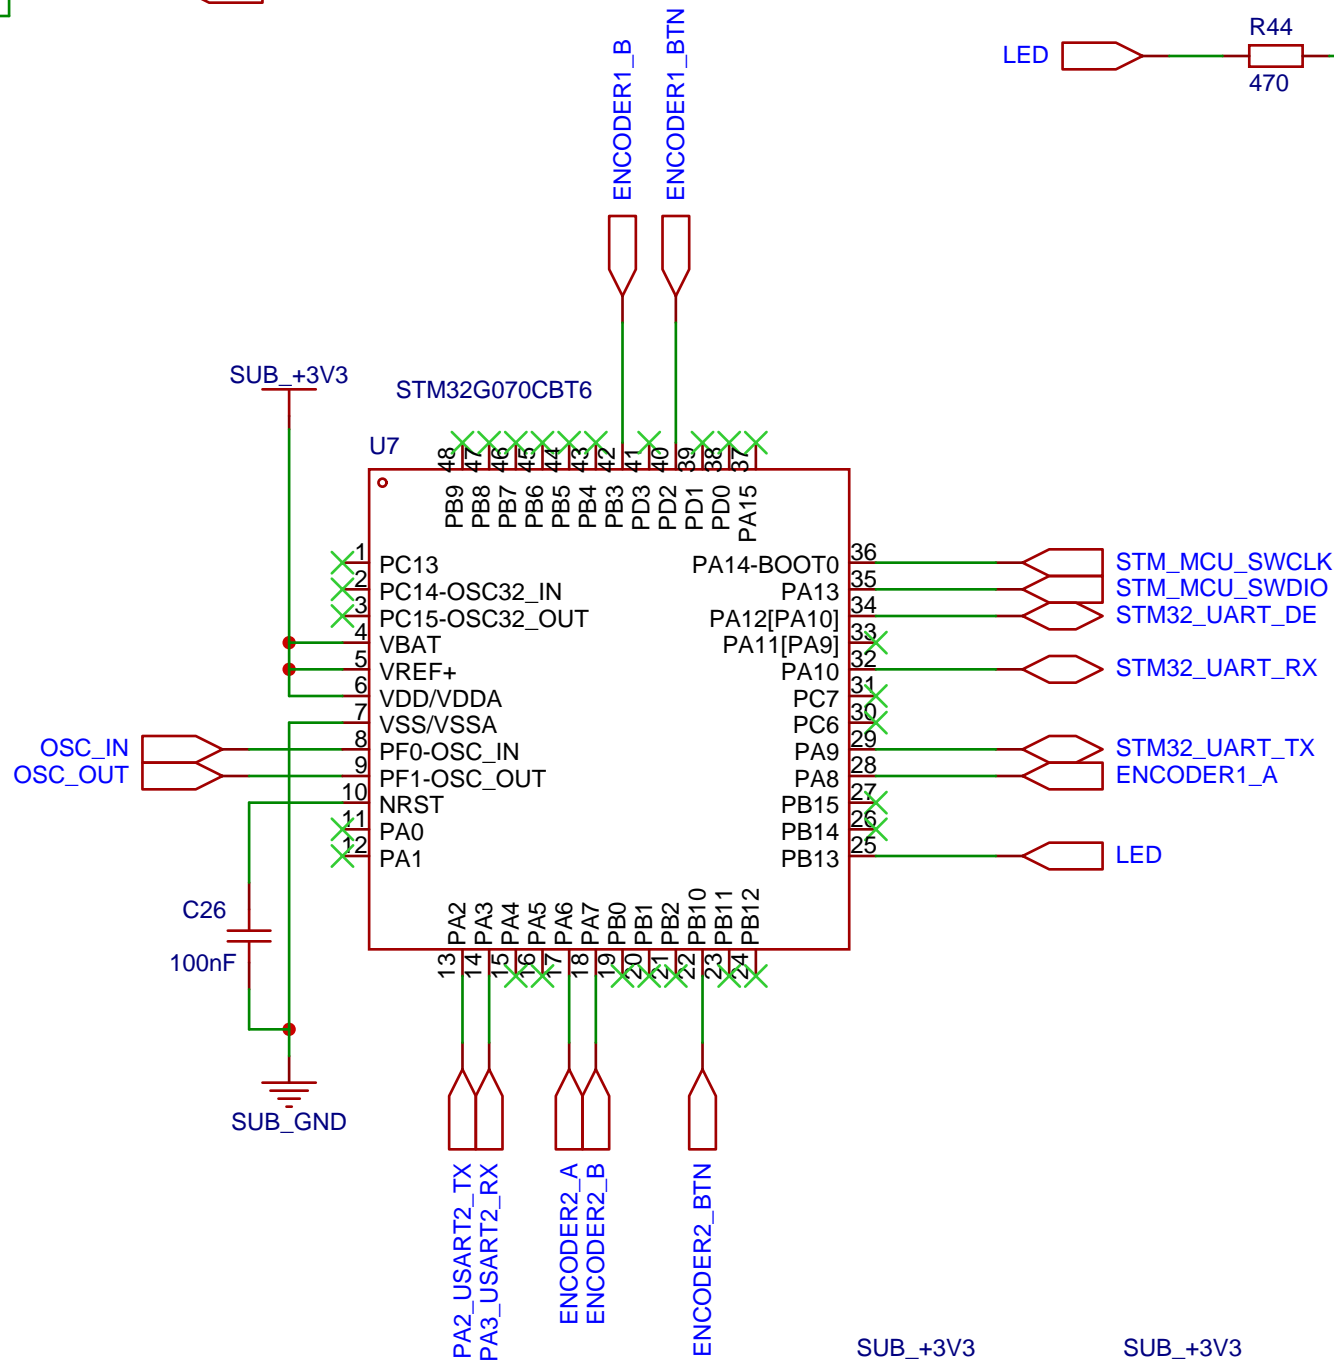 R44
LED
470
ENCODER1_B
ENCODER1_BTN
SUB_+3V3
STM32G070CBT6
U7
48
47
46
45
44
43
42
41
40
39
38
37
PB9
PB8
PB7
PB6
PB5
PB4
PB3
PD3
PD2
PD1
PD0
PA15
1 PC13
2 PC14-OSC32_IN
3 PC15-OSC32_OUT
4 VBAT
5 VREF+
6 VDD/VDDA
7 VSS/VSSA
OSC_IN 8 PF0-OSC_IN
OSC_OUT 9 PF1-OSC_OUT
10 NRST
11 PA0
12 PA1
PA14-BOOT0 36 STM_MCU_SWCLK
PA13 35 STM_MCU_SWDIO
PA12[PA10] 34 STM32_UART_DE
PA11[PA9] 33
PA10 32 STM32_UART_RX
PC7 31
PC6 30
PA9 29 STM32_UART_TX
PA8 28 ENCODER1_A
PB15 27
PB14 26
PB13 25 LED
C26
100nF
PA2
PA3
PA4
PA5
PA6
PA7
PB0
PB1
PB2
PB10
PB11
PB12
13
14
15
16
17
18
19
20
21
22
23
24
SUB_GND
PA2_USART2_TX
PA3_USART2_RX
ENCODER2_A
ENCODER2_B
ENCODER2_BTN
SUB_+3V3
SUB_+3V3